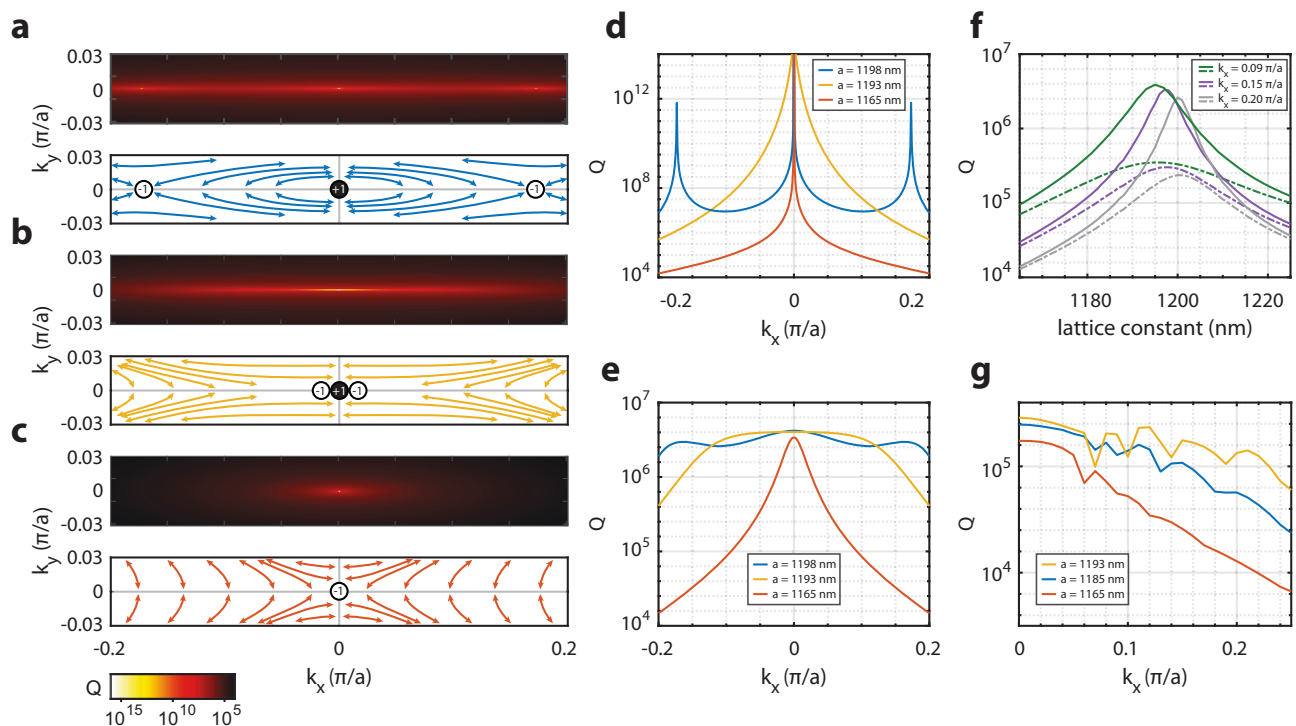 a
k_y (π/a)
0.03
0
-0.03
0.03
0
-0.03
-1
+1
-1
b
k_y (π/a)
0.03
0
-0.03
0.03
0
-0.03
-1
+1
-1
c
k_y (π/a)
0.03
0
-0.03
0.03
0
-0.03
-1
-0.2
0
0.2
k_x (π/a)
Q
10^15
10^10
10^5
d
Q
10^12
10^8
10^4
a = 1198 nm
a = 1193 nm
a = 1165 nm
-0.2
0
0.2
k_x (π/a)
e
Q
10^7
10^6
10^5
10^4
a = 1198 nm
a = 1193 nm
a = 1165 nm
-0.2
-0.1
0
0.1
0.2
k_x (π/a)
f
Q
10^7
10^6
10^5
10^4
k_x = 0.09 π/a
k_x = 0.15 π/a
k_x = 0.20 π/a
1180
1200
1220
lattice constant (nm)
g
Q
10^5
10^4
a = 1193 nm
a = 1185 nm
a = 1165 nm
0
0.1
0.2
k_x (π/a)